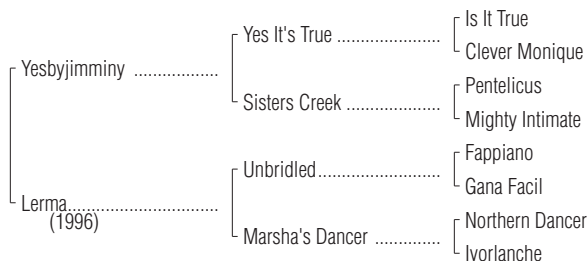 Is It True
Yes It's True ......................
Clever Monique
Yesbyjimminy ..................
Pentelicus
Sisters Creek ....................
Mighty Intimate
Fappiano
Unbridled..........................
Gana Facil
Lerma................................
(1996)
Northern Dancer
Marsha's Dancer ..............
Ivorlanche